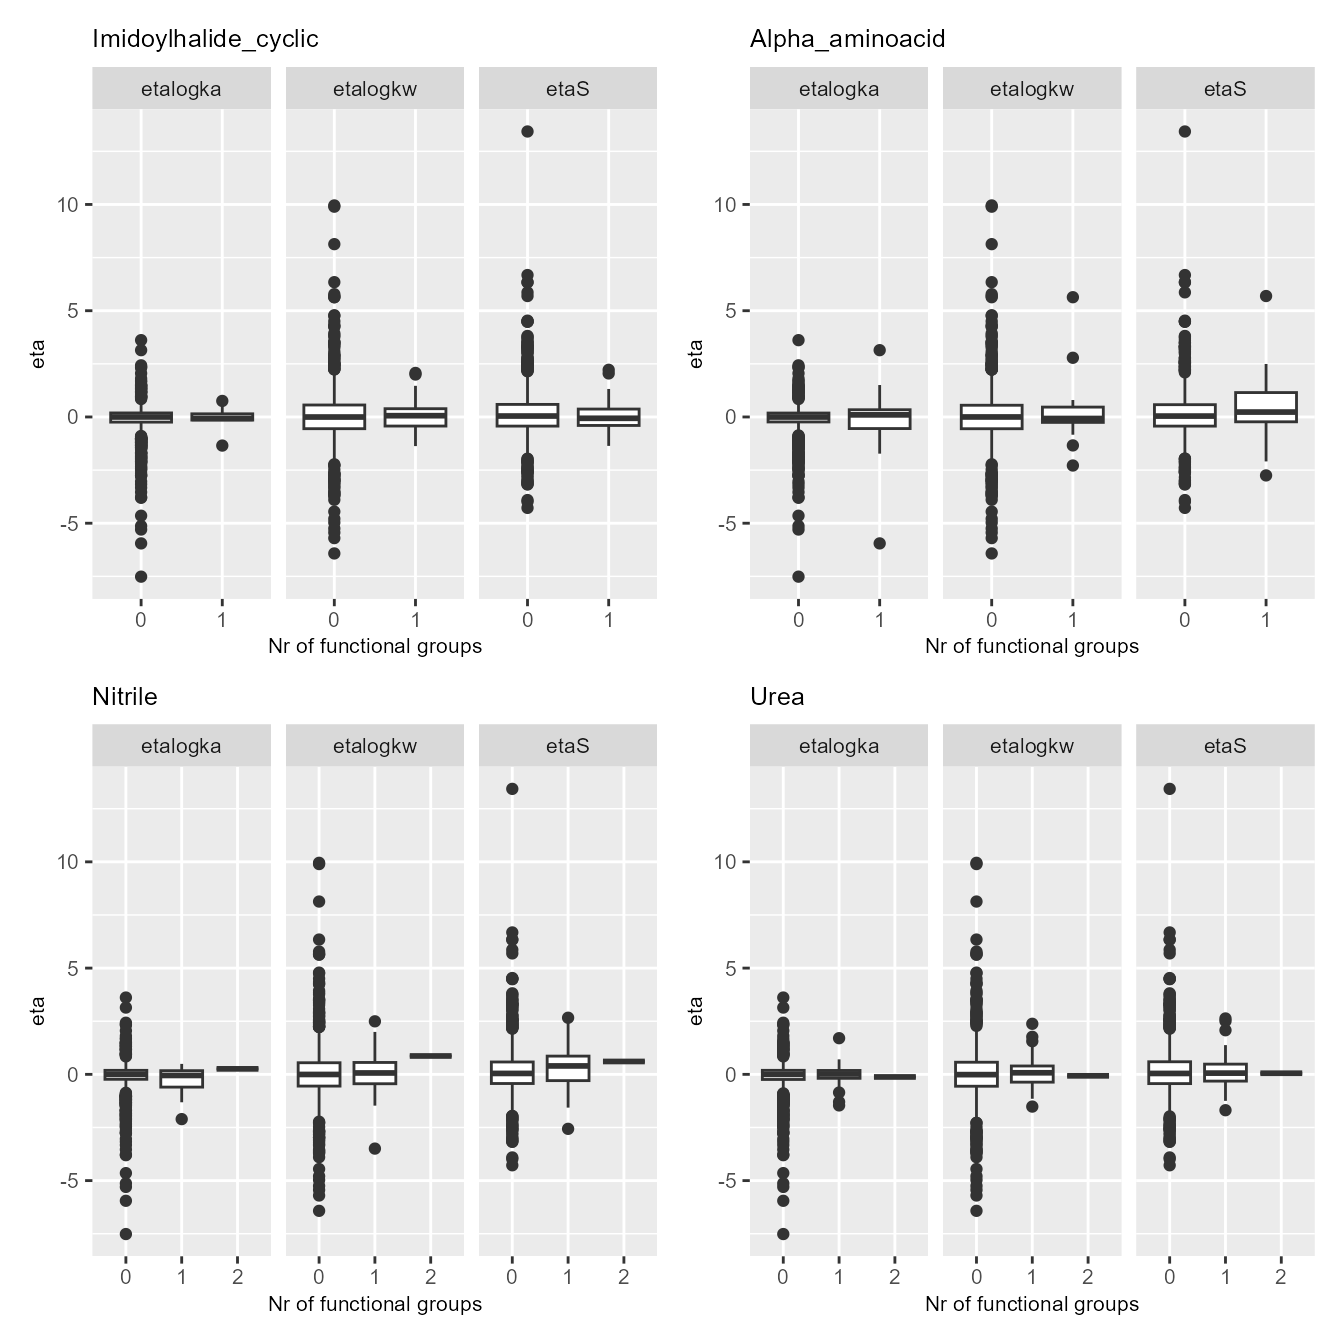 Imidoylhalide_cyclic
etalogka etalogkw etaS
10
5
0
-5
eta
0 1 0 1 0 1
Nr of functional groups
Alpha_aminoacid
etalogka etalogkw etaS
10
5
0
-5
eta
0 1 0 1 0 1
Nr of functional groups
Nitrile
etalogka etalogkw etaS
10
5
0
-5
eta
0 1 2 0 1 2 0 1 2
Nr of functional groups
Urea
etalogka etalogkw etaS
10
5
0
-5
eta
0 1 2 0 1 2 0 1 2
Nr of functional groups